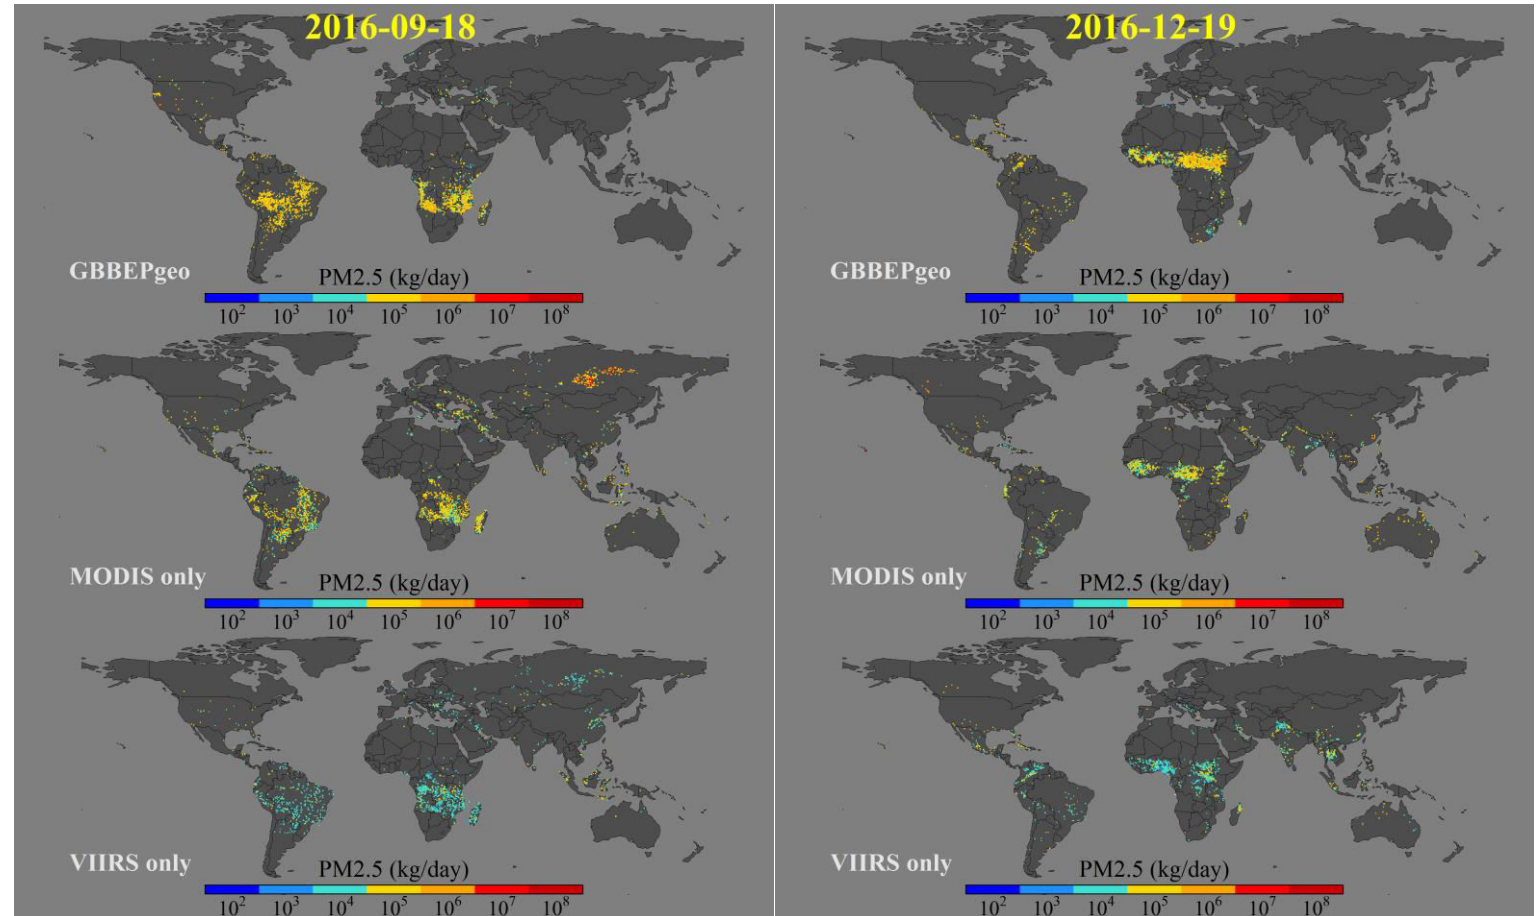 2016-09-18
GBBEPgeo
PM2.5 (kg/day)
10² 10³ 10⁴ 10⁵ 10⁶ 10⁷ 10⁸
MODIS only
PM2.5 (kg/day)
10² 10³ 10⁴ 10⁵ 10⁶ 10⁷ 10⁸
VIIRS only
PM2.5 (kg/day)
10² 10³ 10⁴ 10⁵ 10⁶ 10⁷ 10⁸
2016-12-19
GBBEPgeo
PM2.5 (kg/day)
10² 10³ 10⁴ 10⁵ 10⁶ 10⁷ 10⁸
MODIS only
PM2.5 (kg/day)
10² 10³ 10⁴ 10⁵ 10⁶ 10⁷ 10⁸
VIIRS only
PM2.5 (kg/day)
10² 10³ 10⁴ 10⁵ 10⁶ 10⁷ 10⁸